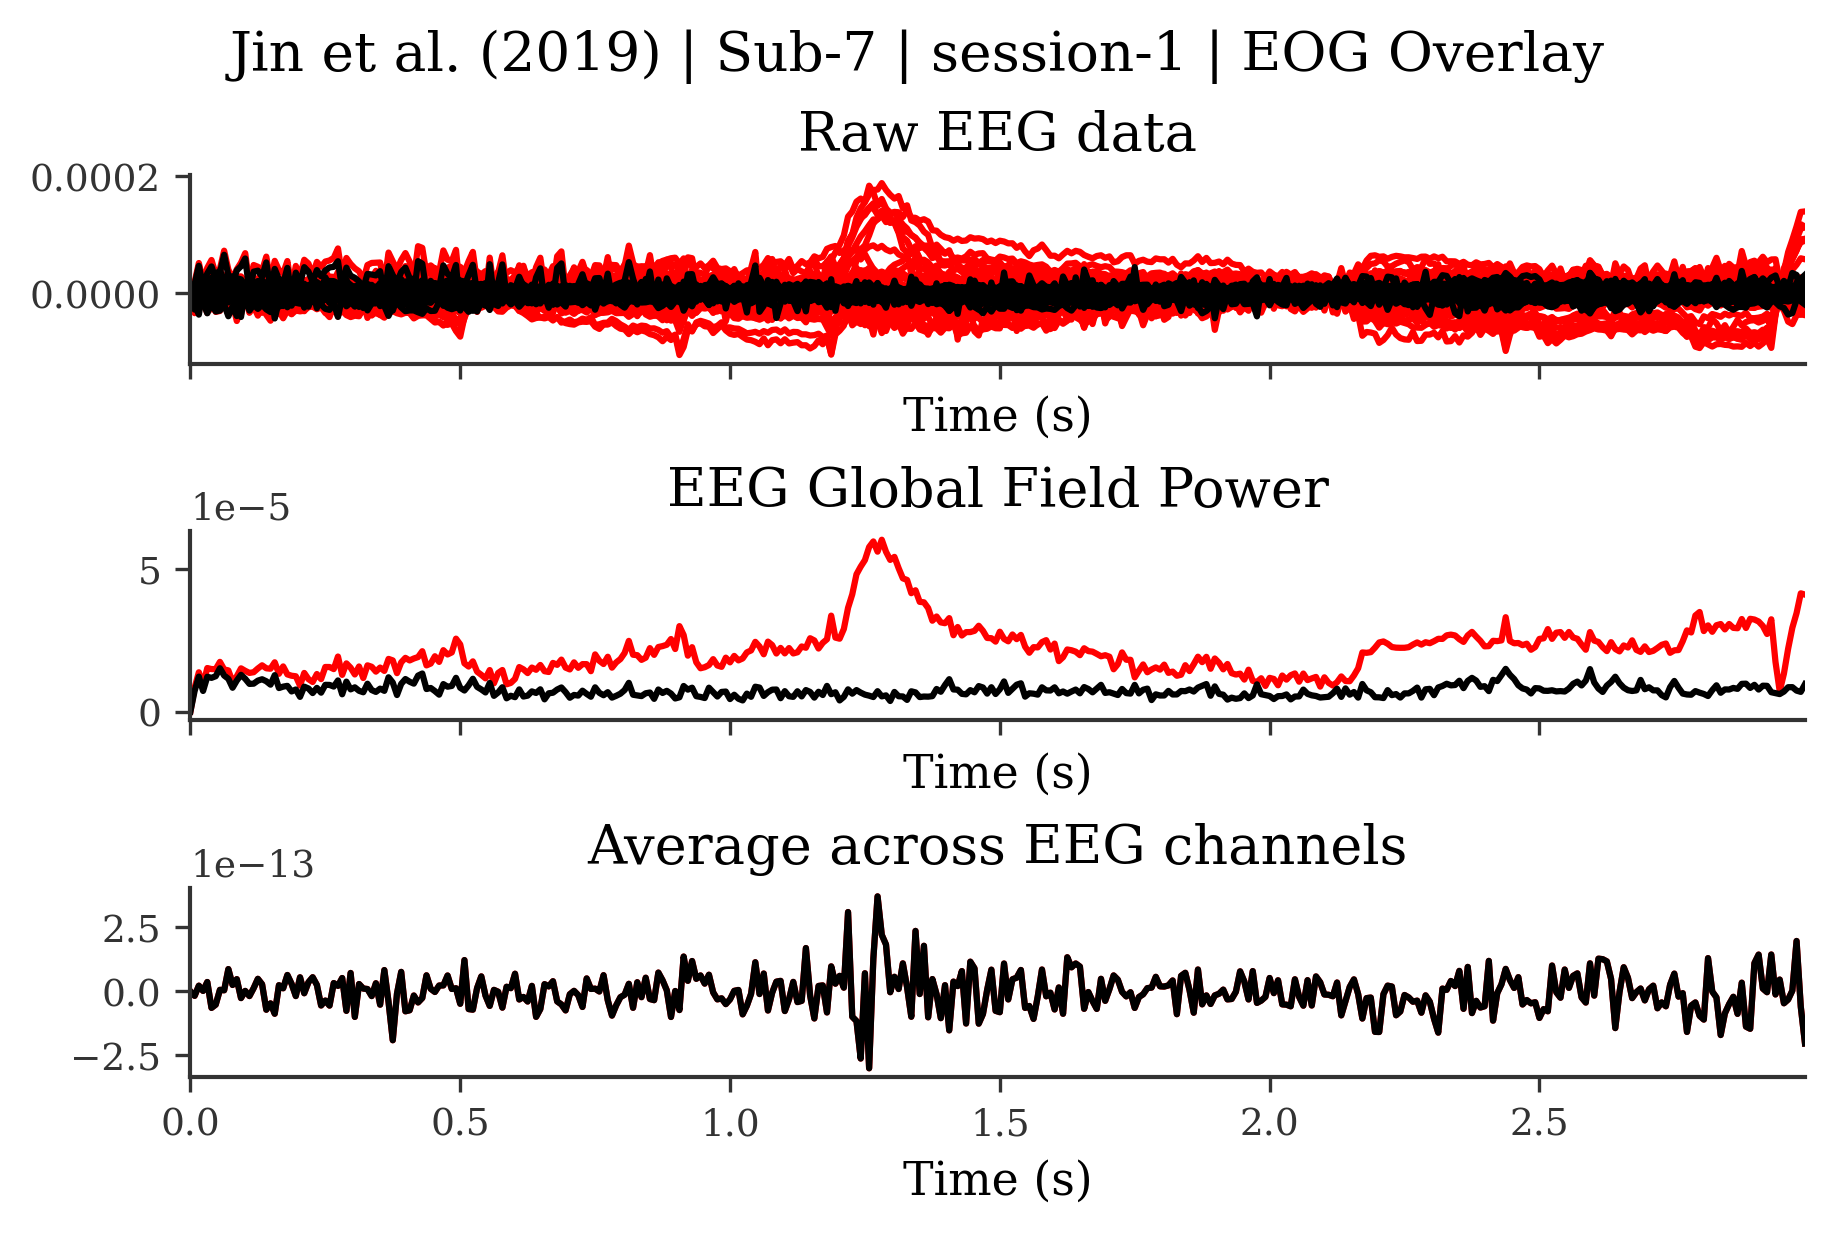 Jin et al. (2019) | Sub-7 | session-1 | EOG Overlay
Raw EEG data
0.0002
0.0000
Time (s)
EEG Global Field Power
1e−5
5
0
Time (s)
Average across EEG channels
1e−13
2.5
0.0
−2.5
0.0 0.5 1.0 1.5 2.0 2.5
Time (s)